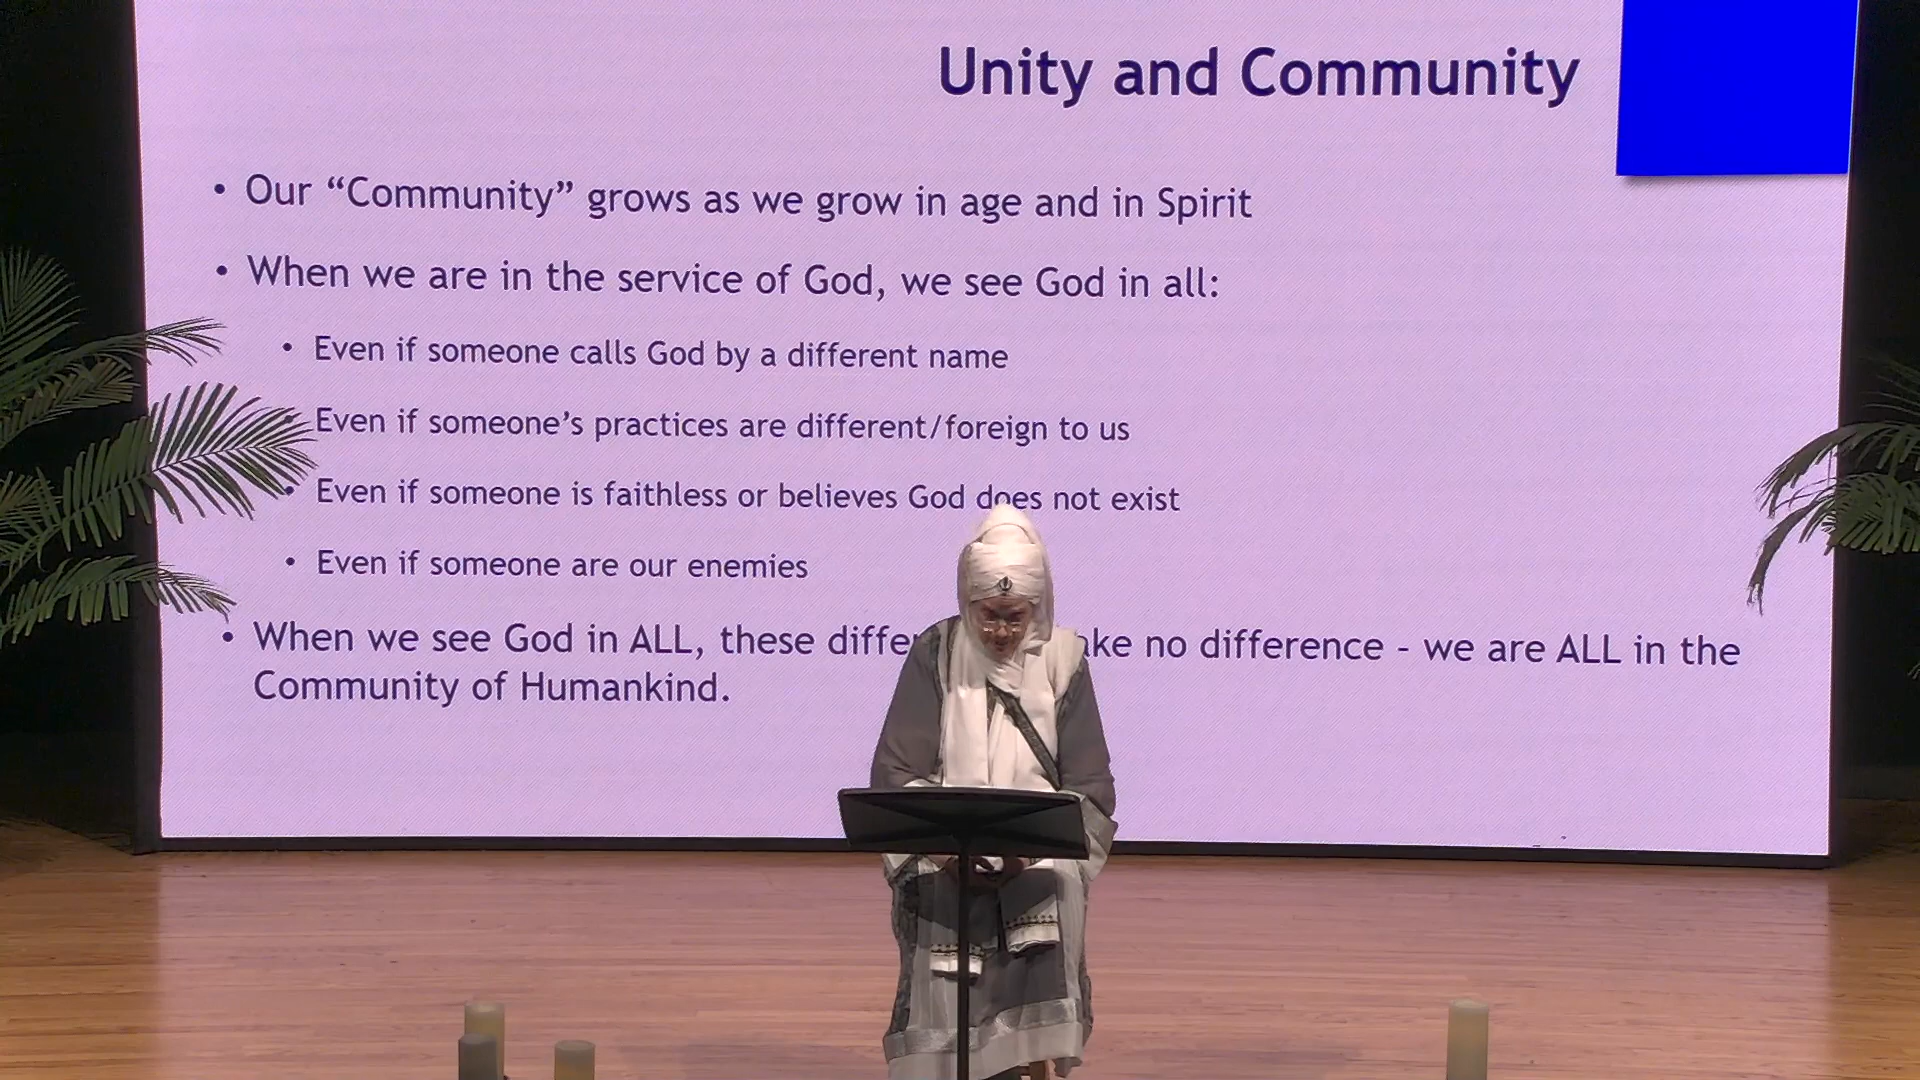 Unity and Community
• Our “Community” grows as we grow in age and in Spirit
• When we are in the service of God, we see God in all:
• Even if someone calls God by a different name
• Even if someone’s practices are different/foreign to us
• Even if someone is faithless or believes God does not exist
• Even if someone are our enemies
• When we see God in ALL, these no difference - we are ALL in the
Community of Humankind.